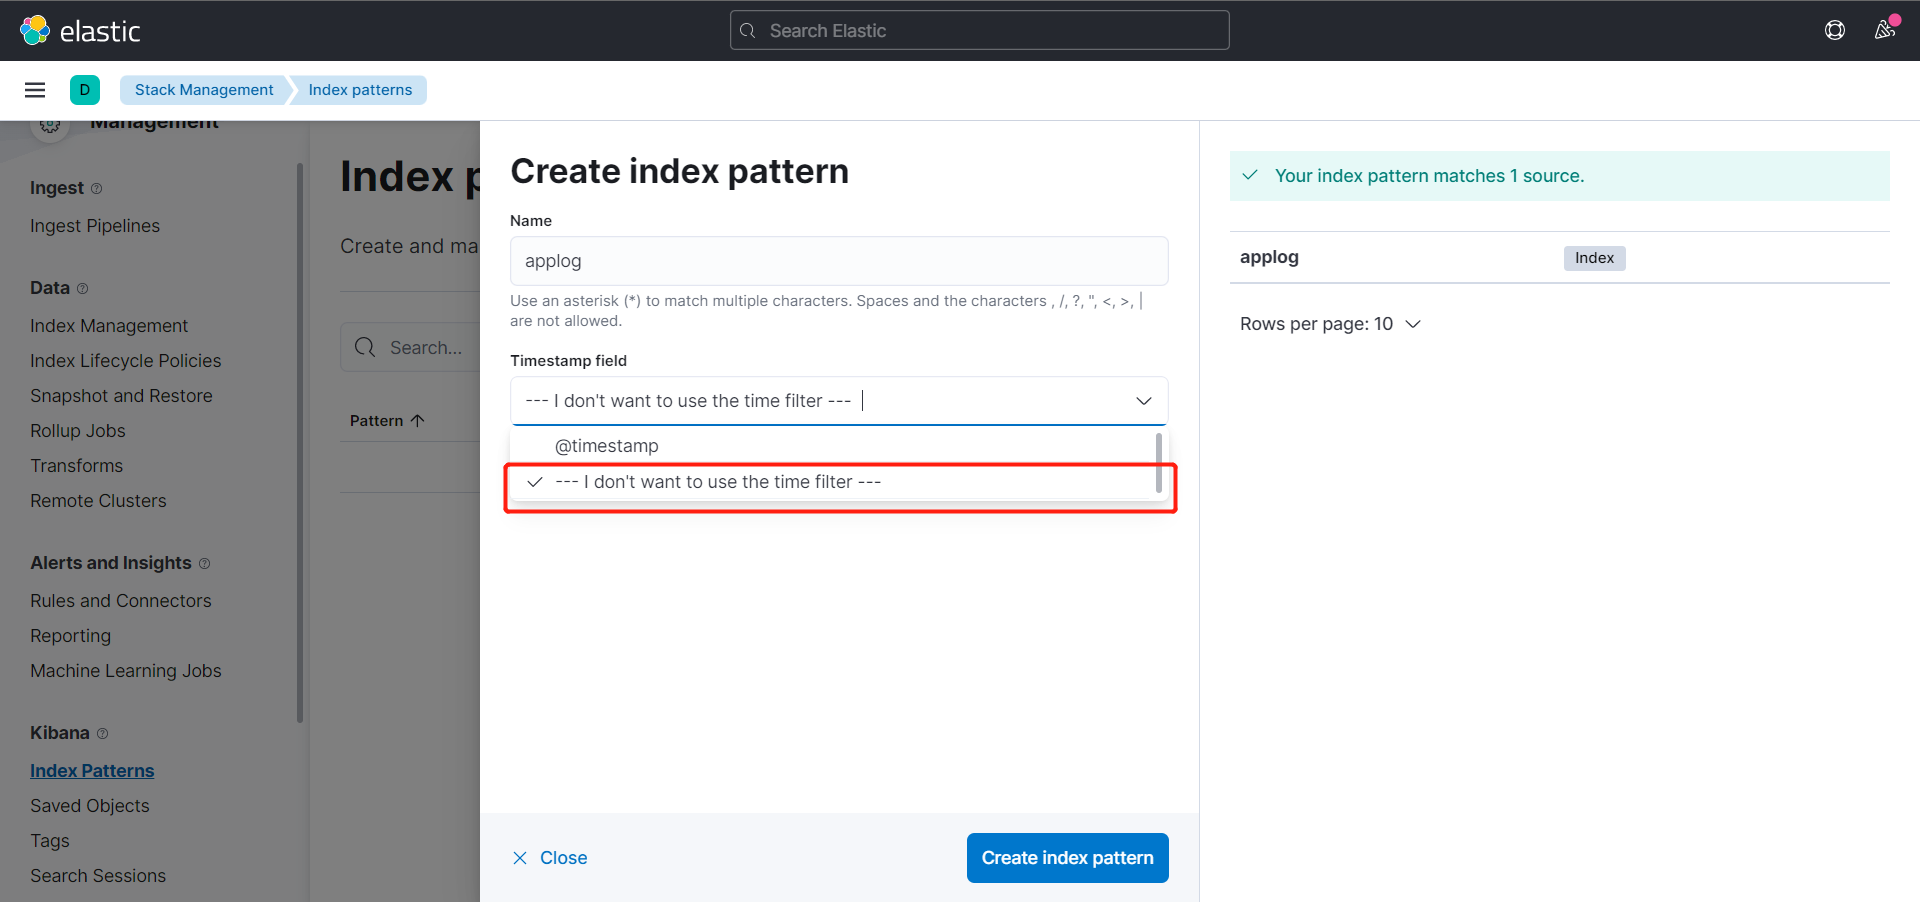 elastic
Search Elastic
D
Stack Management
Index patterns
Management
Ingest
Ingest Pipelines
Data
Index Management
Index Lifecycle Policies
Snapshot and Restore
Rollup Jobs
Transforms
Remote Clusters
Alerts and Insights
Rules and Connectors
Reporting
Machine Learning Jobs
Kibana
Index Patterns
Saved Objects
Tags
Search Sessions
Index p
Create and ma
Search...
Pattern
Create index pattern
Name
applog
Use an asterisk (*) to match multiple characters. Spaces and the characters , /, ?, ", <, >, |
are not allowed.
Timestamp field
--- I don't want to use the time filter ---
@timestamp
--- I don't want to use the time filter ---
Close
Create index pattern
Your index pattern matches 1 source.
applog
Index
Rows per page: 10